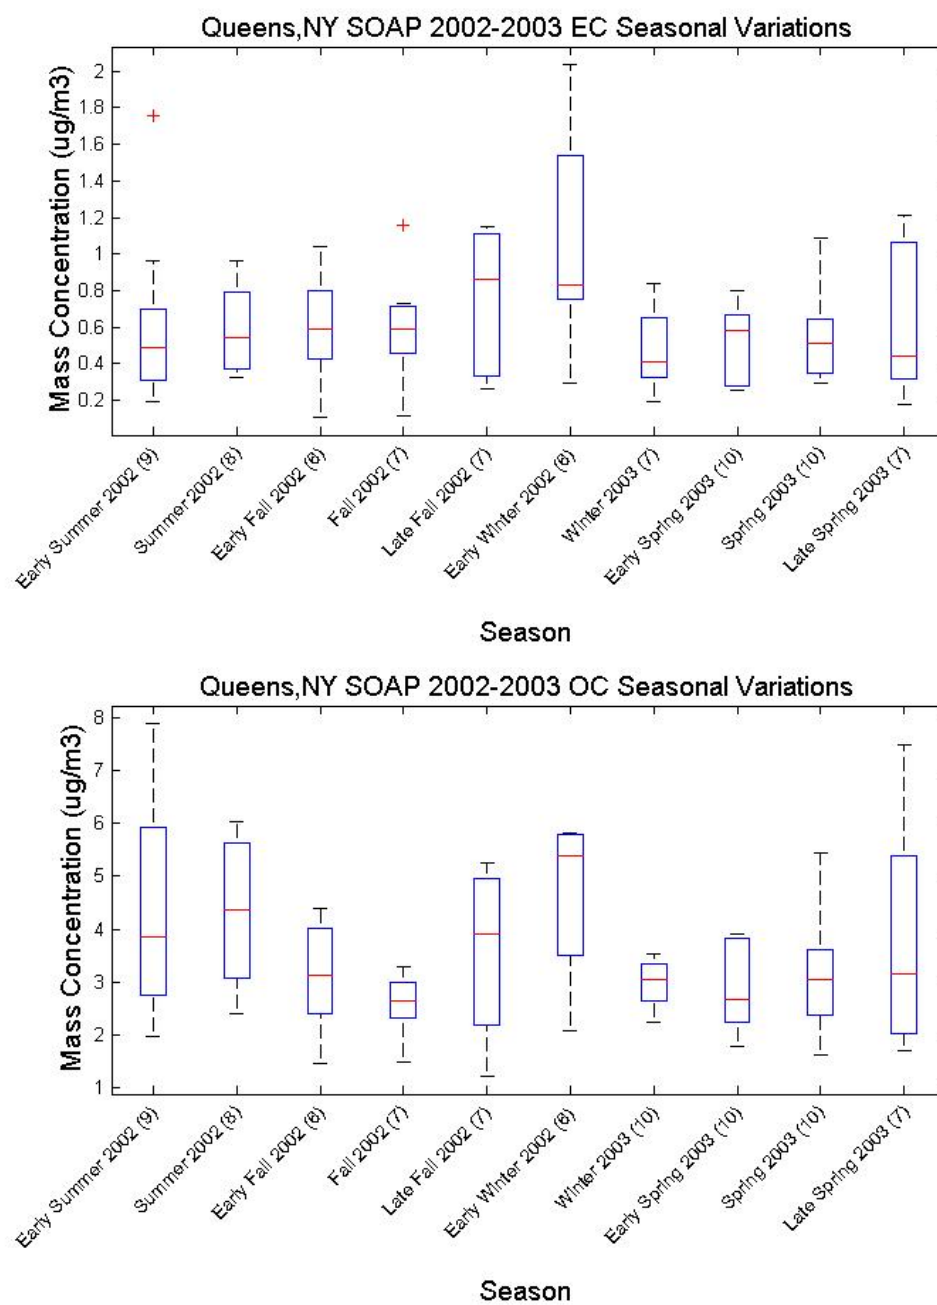 Queens,NY SOAP 2002-2003 EC Seasonal Variations
Mass Concentration (ug/m3)
2
1.8
1.6
1.4
1.2
1
0.8
0.6
0.4
0.2
Early Summer 2002 (9)
Summer 2002 (8)
Early Fall 2002 (6)
Fall 2002 (7)
Late Fall 2002 (7)
Early Winter 2002 (6)
Winter 2003 (7)
Early Spring 2003 (10)
Spring 2003 (10)
Late Spring 2003 (7)
Season
Queens,NY SOAP 2002-2003 OC Seasonal Variations
Mass Concentration (ug/m3)
8
7
6
5
4
3
2
1
Early Summer 2002 (9)
Summer 2002 (8)
Early Fall 2002 (6)
Fall 2002 (7)
Late Fall 2002 (7)
Early Winter 2002 (6)
Winter 2003 (10)
Early Spring 2003 (10)
Spring 2003 (10)
Late Spring 2003 (7)
Season